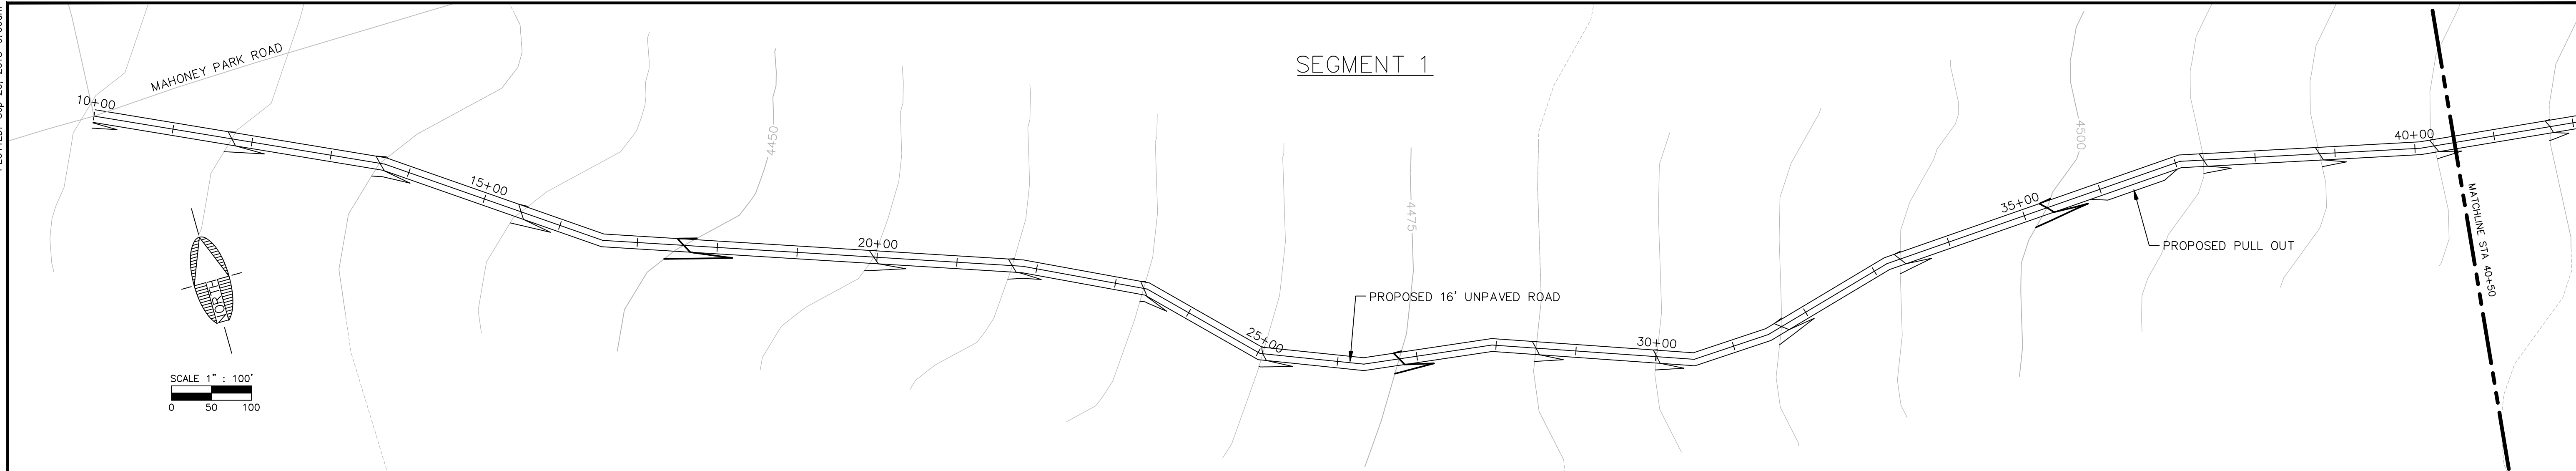 SEGMENT 1
MAHONEY PARK ROAD
10+00
15+00
4450
20+00
25+00
PROPOSED 16' UNPAVED ROAD
4475
30+00
35+00
4500
PROPOSED PULL OUT
40+00
MATCHLINE STA 40+50
NORTH
SCALE 1" : 100'
0 50 100